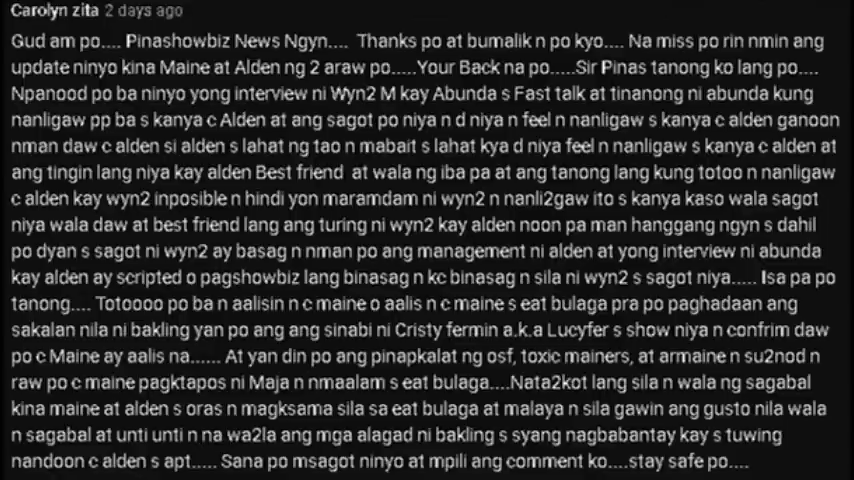 Carolyn zita 2 days ago
Gud am po.... Pinashowbiz News Ngyn.... Thanks po at bumalik n po kyo.... Na miss po rin nmin ang
update ninyo kina Maine at Alden ng 2 araw po.....Your Back na po.....Sir Pinas tanong ko lang po....
Npanood po ba ninyo yong interview ni Wyn2 M kay Abunda s Fast talk at tinanong ni abunda kung
nanligaw pp ba s kanya c Alden at ang sagot po niya n d niya n feel n nanligaw s kanya c alden ganoon
nman daw c alden si alden s lahat ng tao n mabait s lahat kya d niya feel n nanligaw s kanya c alden at
ang tingin lang niya kay alden Best friend at wala ng iba pa at ang tanong lang kung totoo n nanligaw
c alden kay wyn2 inposible n hindi yon maramdam ni wyn2 n nanli2gaw ito s kanya kaso wala sagot
niya wala daw at best friend lang ang turing ni wyn2 kay alden noon pa man hanggang ngyn s dahil
po dyan s sagot ni wyn2 ay basag n nman po ang management ni alden at yong interview ni abunda
kay alden ay scripted o pagshowbiz lang binasag n kc binasag n sila ni wyn2 s sagot niya..... Isa pa po
tanong.... Totoooo po ba n aalisin n c maine o aalis n c maine s eat bulaga pra po paghadaan ang
sakalan nila ni bakling yan po ang ang sinabi ni Cristy fermin a.k.a Lucyfer s show niya n confrim daw
po c Maine ay aalis na...... At yan din po ang pinapkalat ng osf, toxic mainers, at armaine n su2nod n
raw po c maine pagktapos ni Maja n nmaalam s eat bulaga....Nata2kot lang sila n wala ng sagabal
kina maine at alden s oras n magksama sila sa eat bulaga at malaya n sila gawin ang gusto nila wala
n sagabal at unti unti n na wa2la ang mga alagad ni bakling s syang nagbabantay kay s tuwing
nandoon c alden s apt..... Sana po msagot ninyo at mpili ang comment ko....stay safe po....